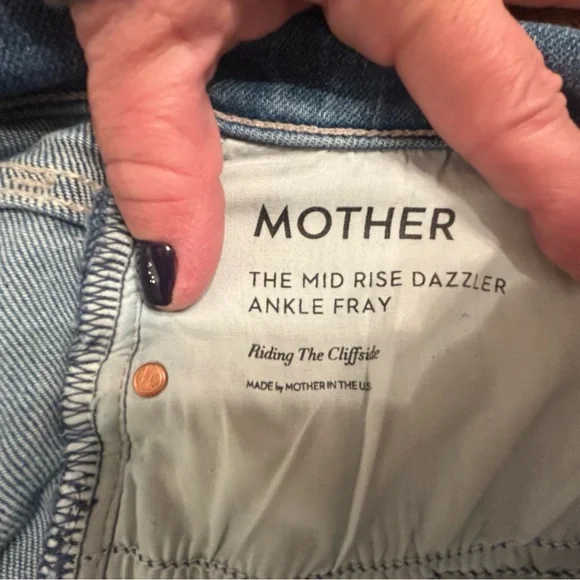 MOTHER
THE MID RISE DAZZLER
ANKLE FRAY
Riding The Cliffside
MADE by MOTHER IN THE US